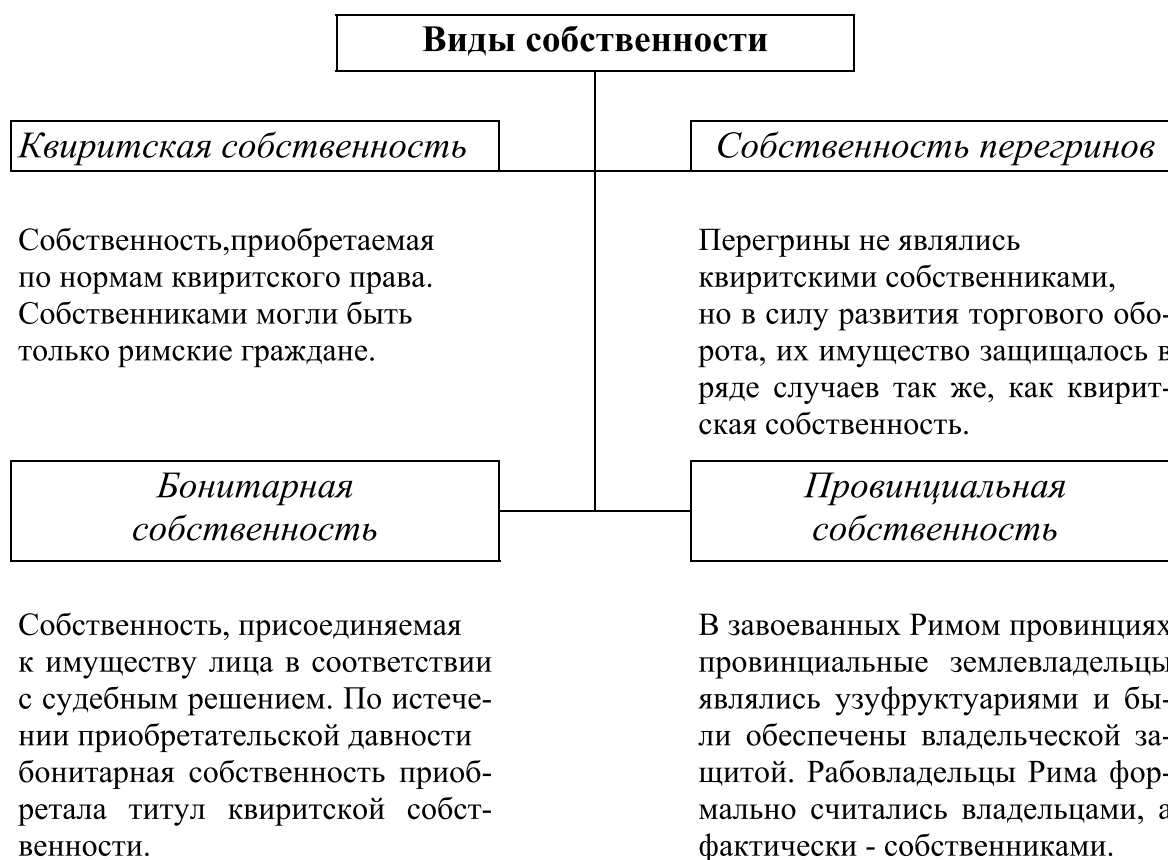 Виды собственности
Квиритская собственность
Собственность,приобретаемая
по нормам квиритского права.
Собственниками могли быть
только римские граждане.
Собственность перегринов
Перегрины не являлись
квиритскими собственниками,
но в силу развития торгового обо-
рота, их имущество защищалось в
ряде случаев так же, как квирит-
ская собственность.
Бонитарная
собственность
Собственность, присоединяемая
к имуществу лица в соответствии
с судебным решением. По истече-
нии приобретательской давности
бонитарная собственность приоб-
ретала титул квиритской собст-
венности.
Провинциальная
собственность
В завоеванных Римом провинциях
провинциальные землевладельцы
являлись узуфруктуариями и бы-
ли обеспечены владельческой за-
щитой. Рабовладельцы Рима фор-
мально считались владельцами, а
фактически - собственниками.